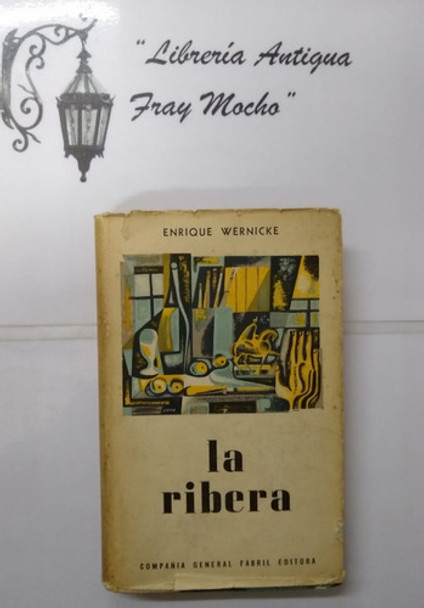 "Librería Antigua
Fray Mocho"
ENRIQUE WERNICKE
la
ribera
COMPAÑIA GENERAL FABRIL EDITORA